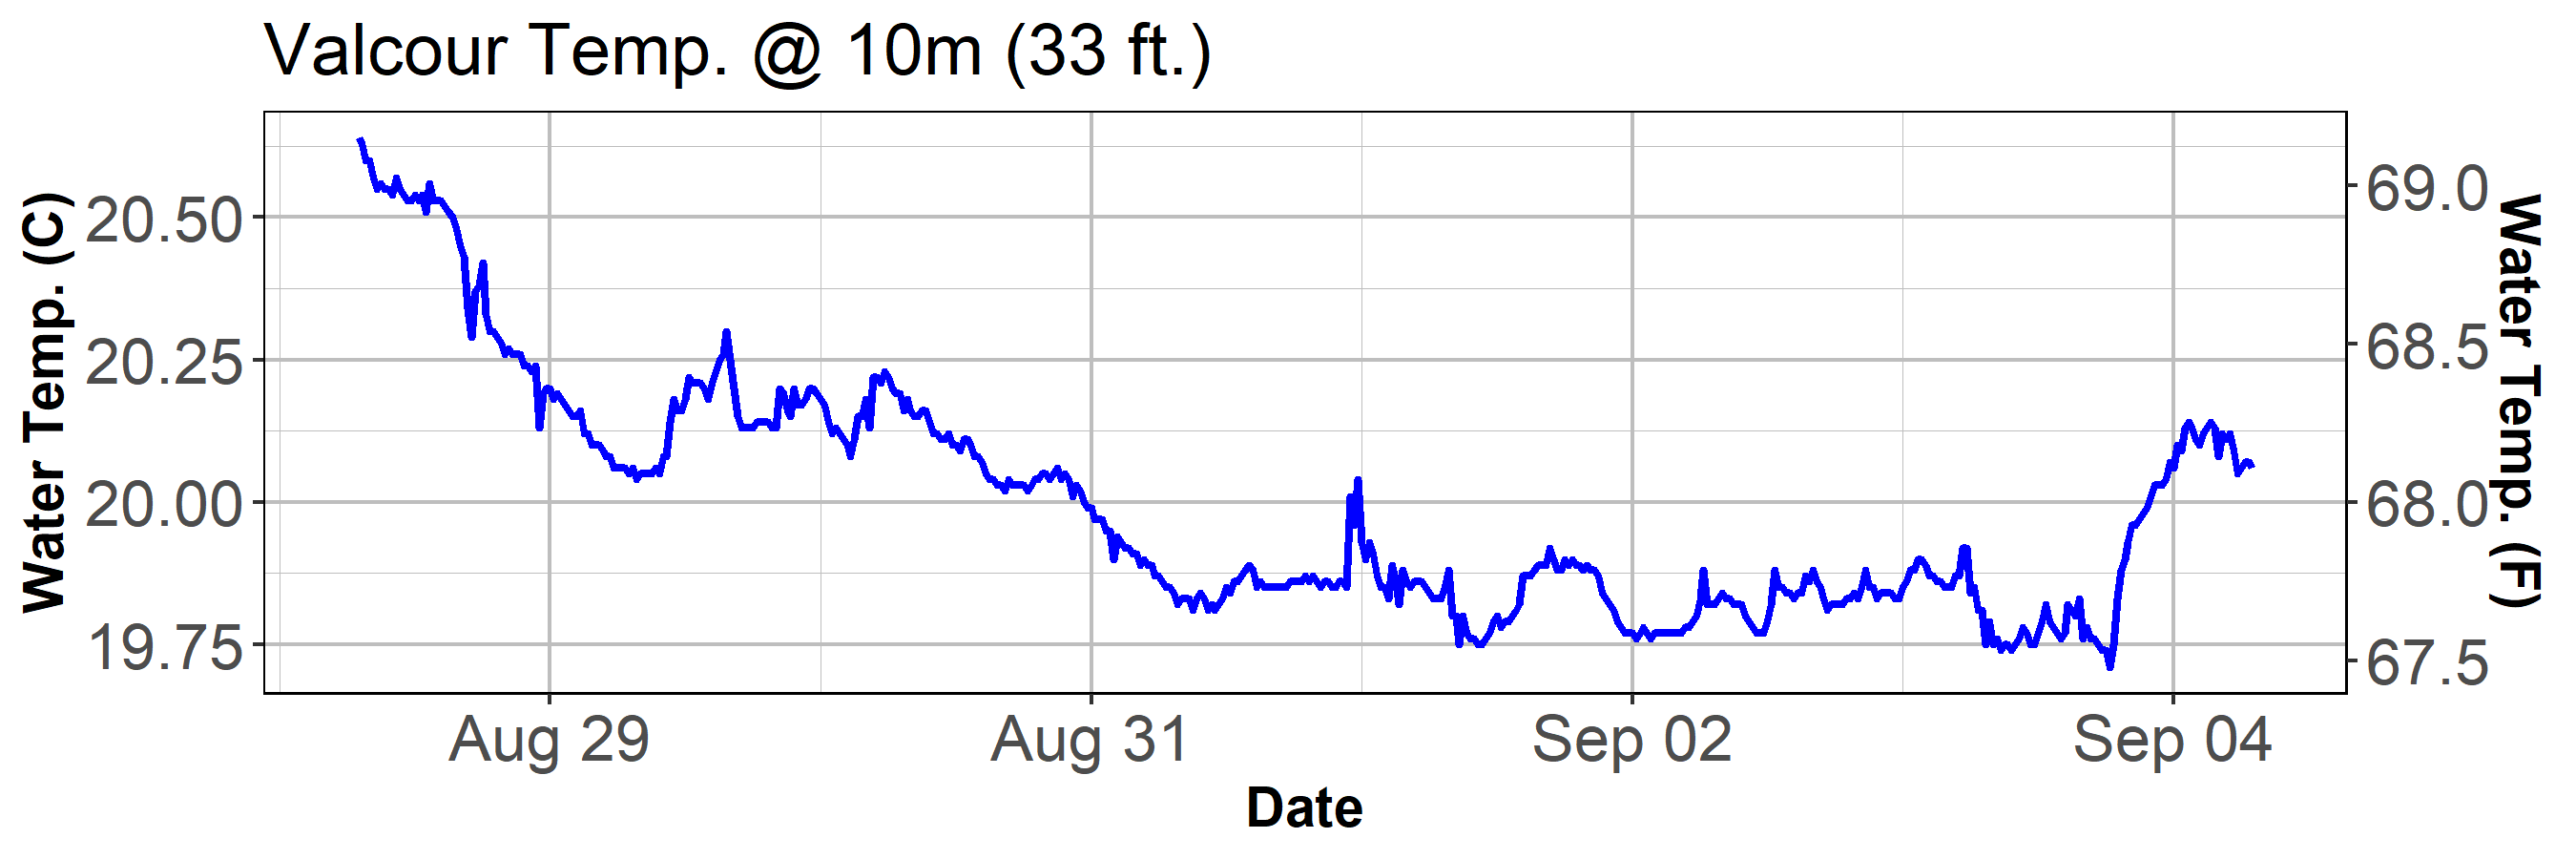 Valcour Temp. @ 10m (33 ft.)
Water Temp. (C)
20.50
20.25
20.00
19.75
69.0
68.5
68.0
67.5
Water Temp. (F)
Aug 29
Aug 31
Sep 02
Sep 04
Date